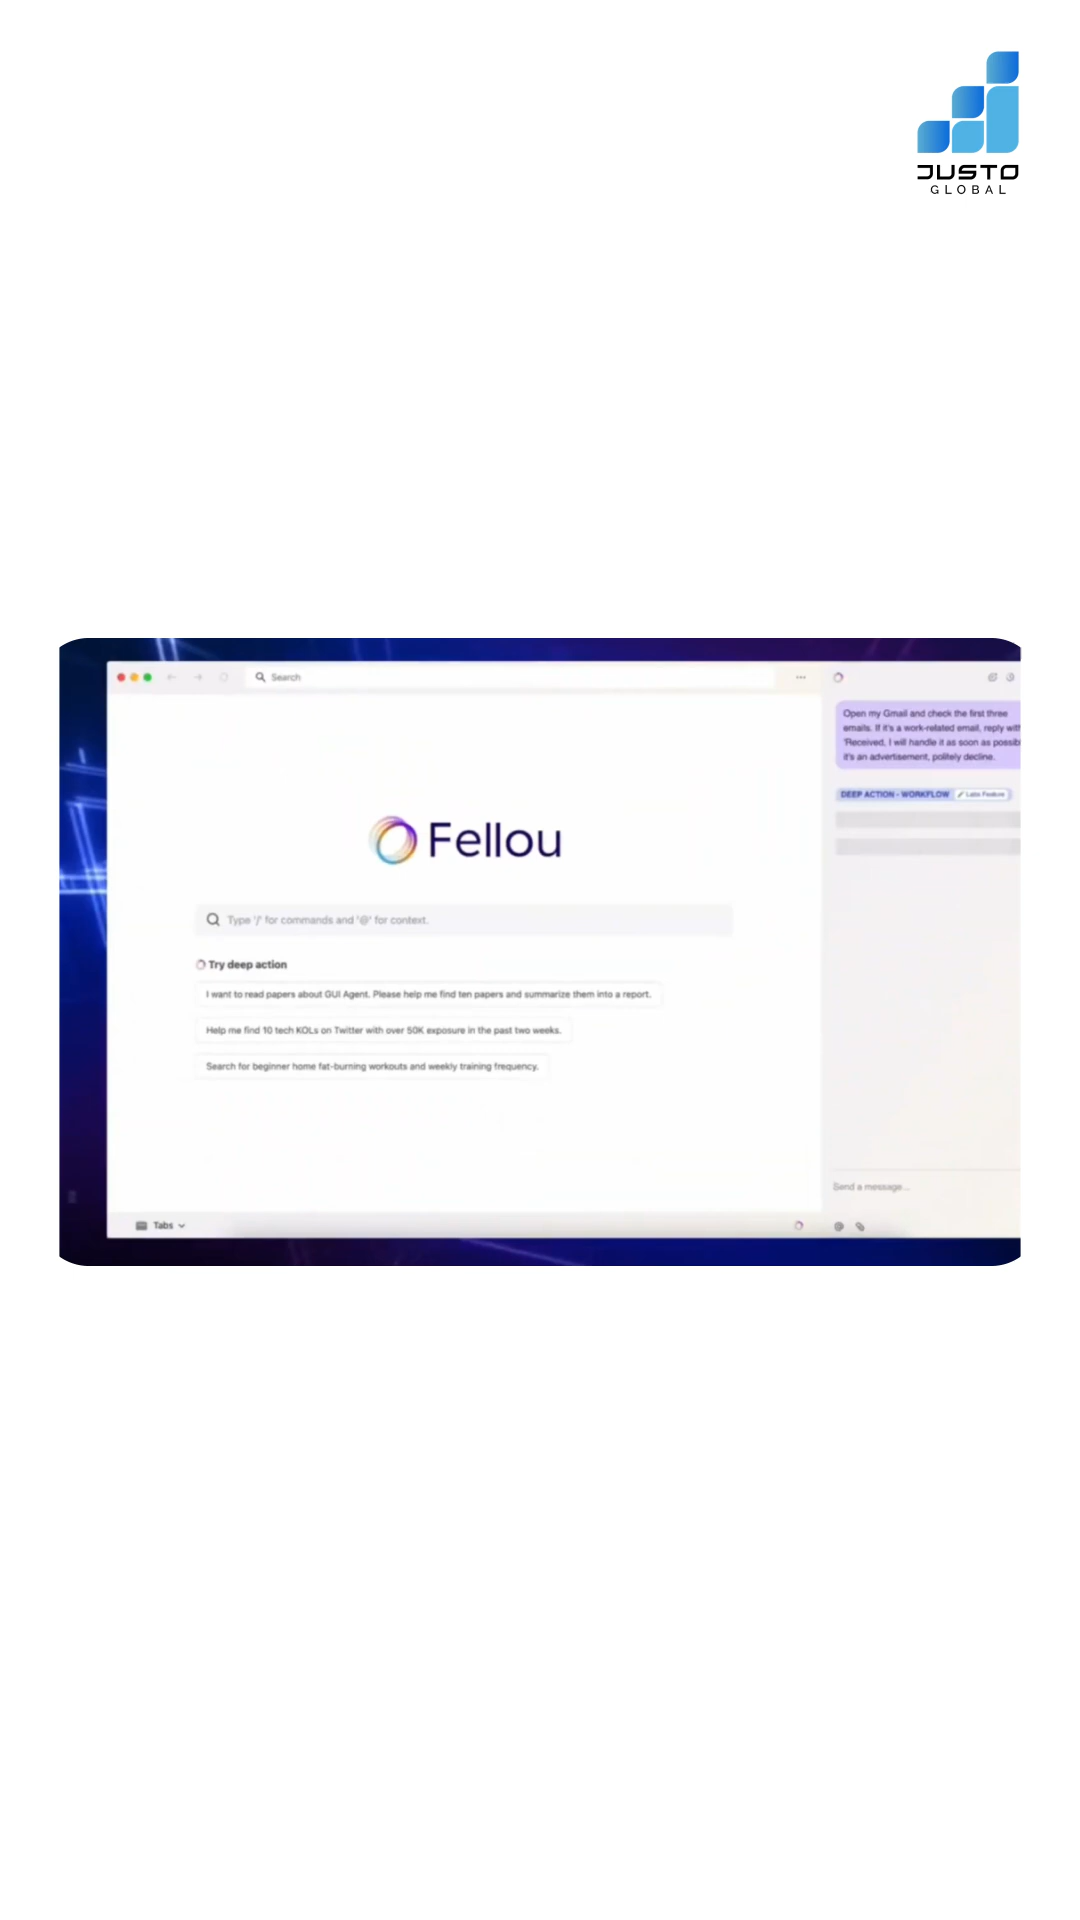 JUSTO
GLOBAL
Search
Open my Gmail and check the first three
emails. If it's a work-related email, reply with
'Received, I will handle it as soon as
it's an advertisement, politely decline.
DEEP ACTION - WORKFLOW
Labs Feature
Fellou
Type '/' for commands and '@' for context.
Try deep action
I want to read papers about GUI Agent. Please help me find ten papers and summarize them into a report.
Help me find 10 tech KOLs on Twitter with over 50K exposure in the past two weeks.
Search for beginner home fat-burning workouts and weekly training frequency.
Send a message...
Tabs